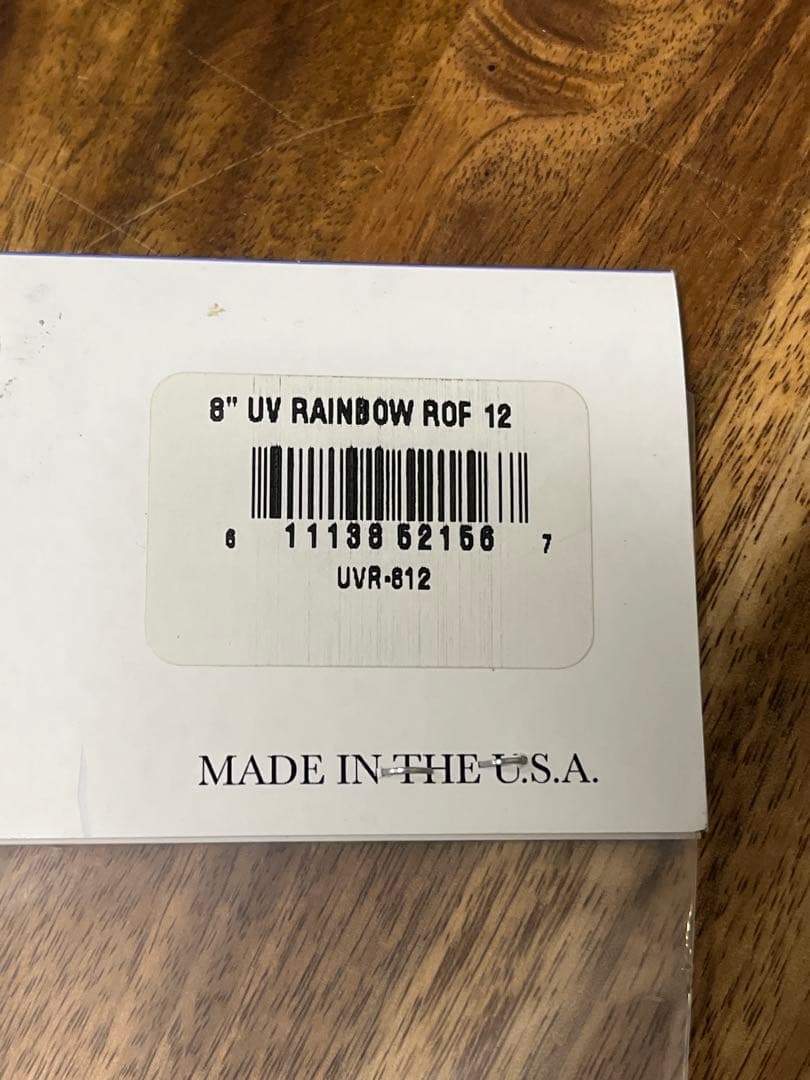 8" UV RAINBOW ROF 12
6 11138 52156 7
UVR-812
MADE IN THE U.S.A.